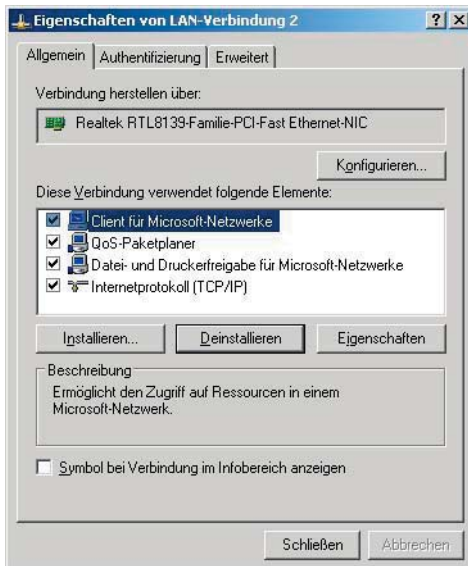 Eigenschaften von LAN-Verbindung 2
Allgemein Authentifizierung Erweitert
Verbindung herstellen über:
Realtek RTL8139-Familie-PCI-Fast Ethernet-NIC
Konfigurieren...
Diese Verbindung verwendet folgende Elemente:
Client für Microsoft-Netzwerke
QoS-Paketplaner
Datei- und Druckerfreigabe für Microsoft-Netzwerke
Internetprotokoll (TCP/IP)
Installieren... Deinstallieren Eigenschaften
Beschreibung
Ermöglicht den Zugriff auf Ressourcen in einem
Microsoft-Netzwerk.
Symbol bei Verbindung im Infobereich anzeigen
Schließen Abbrechen